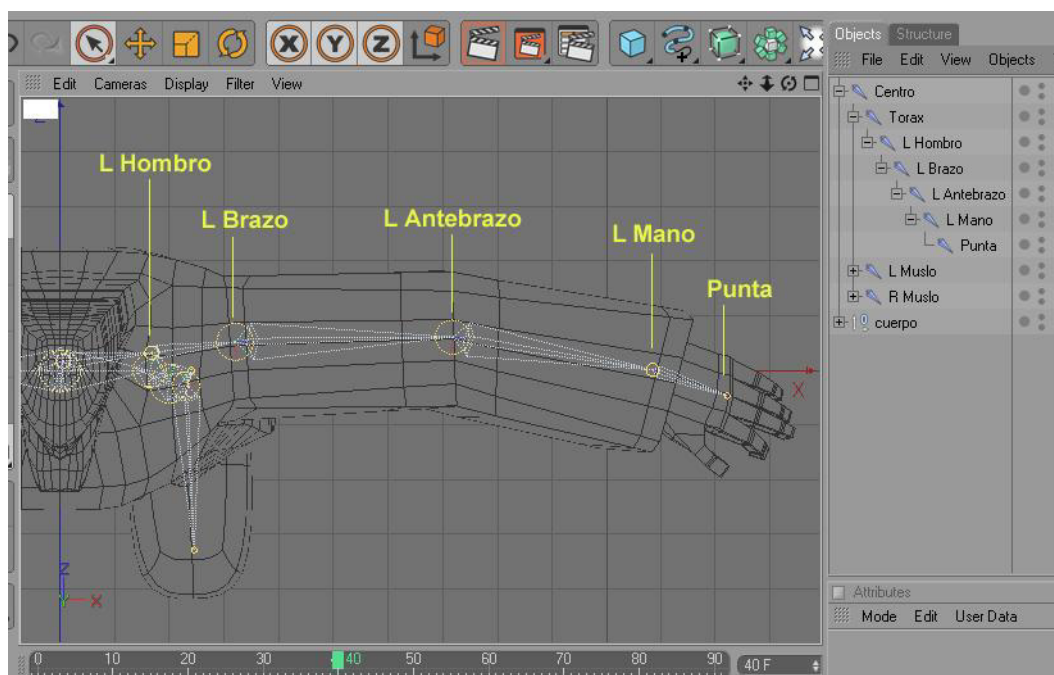 Objects Structure
File Edit View Objects
Edit Cameras Display Filter View
Centro
Torax
L Hombro
L Brazo
L Antebrazo
L Mano
Punta
L Muslo
R Muslo
cuerpo
L Hombro
L Brazo
L Antebrazo
L Mano
Punta
X
Z
Y X
Attributes
Mode Edit User Data
0 10 20 30 40 50 60 70 80 90 40 F